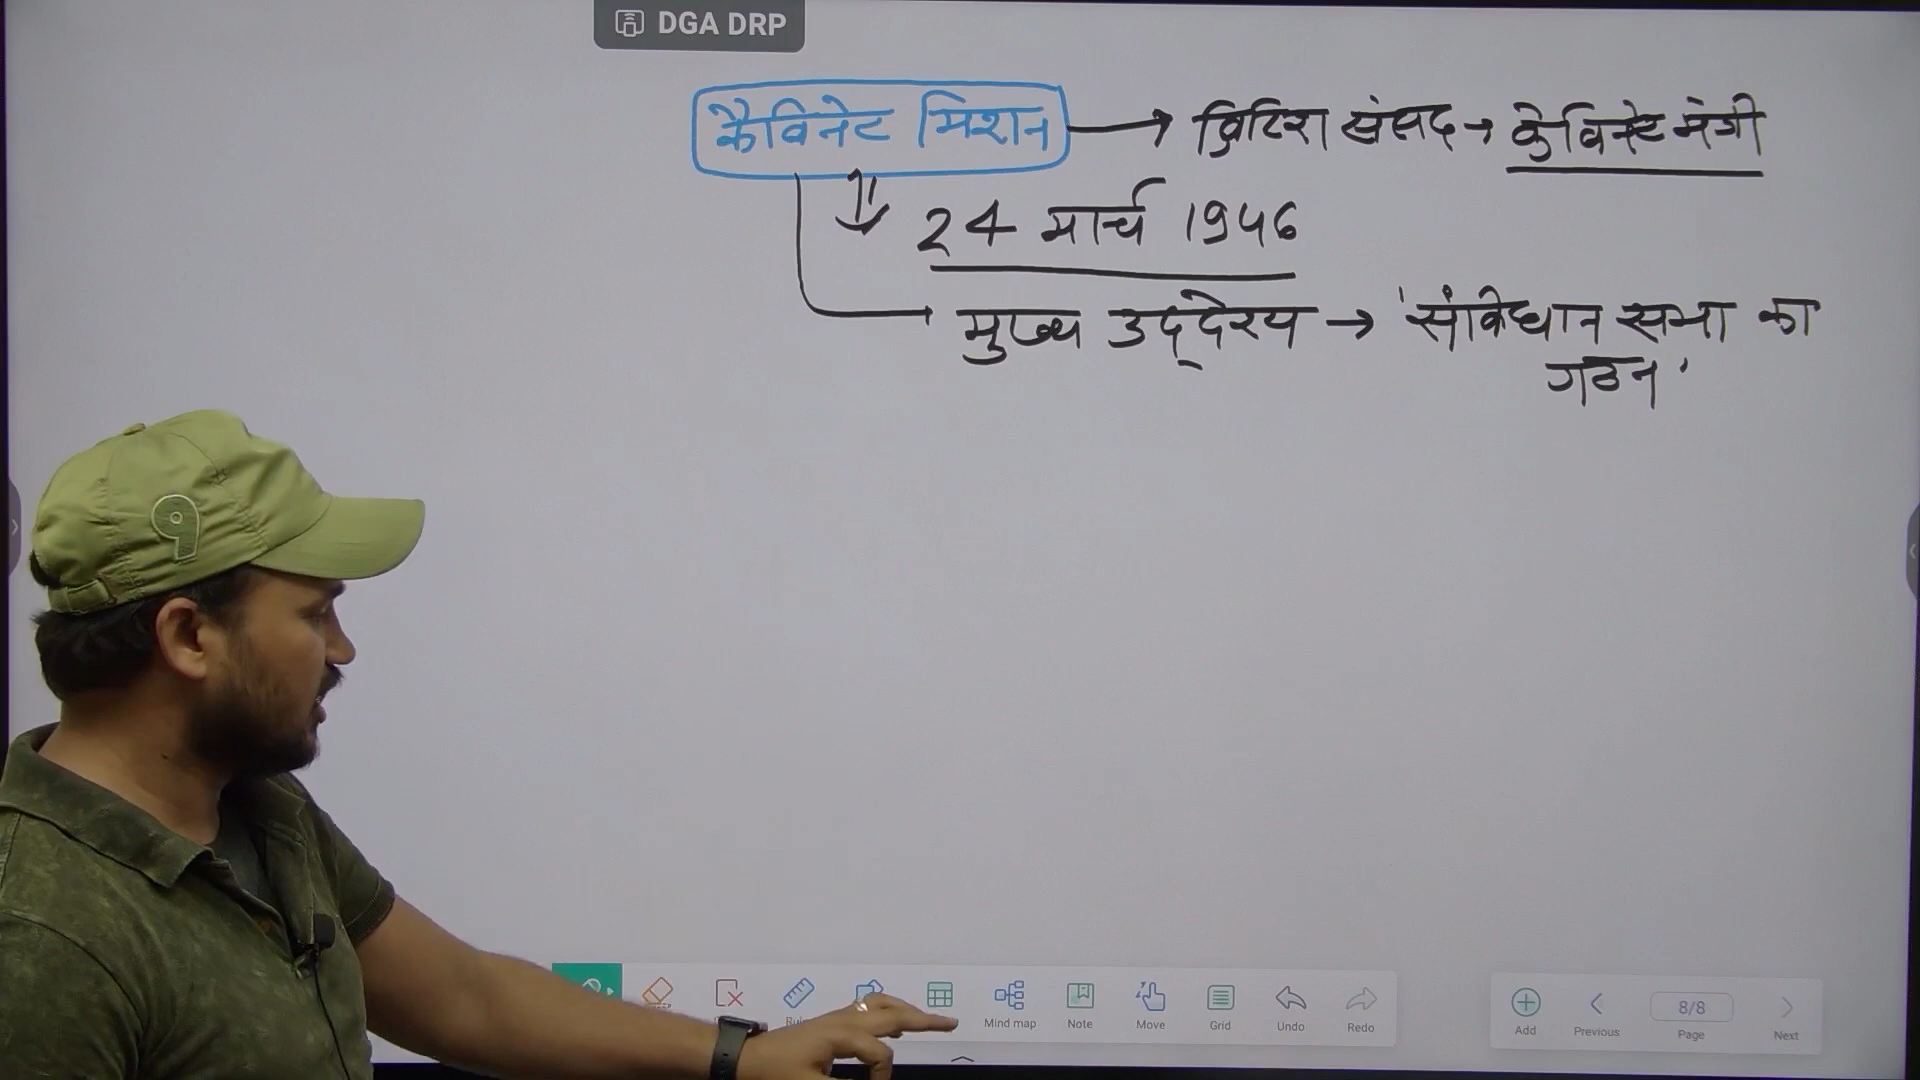 DGA DRP
कैविनेट मिशन → ब्रिटिश संसद → केविनेट मंत्री
24 मार्च 1946
मुख्य उद्देश्य → 'संविधान सभा का
गठन'
9
Mind map Note Move Grid Undo Redo
Add Previous 8/8 Page Next